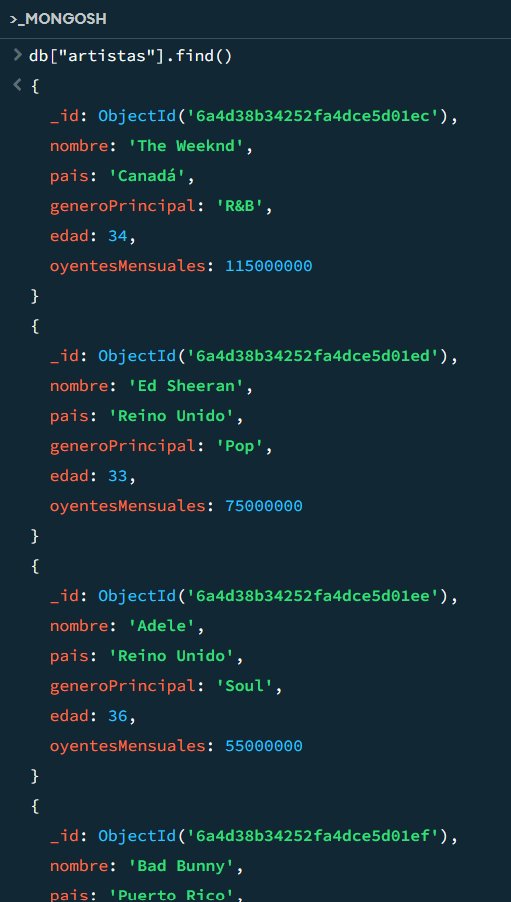 >_MONGOSH
> db["artistas"].find()
< {
_id: ObjectId('6a4d38b34252fa4dce5d01ec'),
nombre: 'The Weeknd',
pais: 'Canadá',
generoPrincipal: 'R&B',
edad: 34,
oyentesMensuales: 115000000
}
{
_id: ObjectId('6a4d38b34252fa4dce5d01ed'),
nombre: 'Ed Sheeran',
pais: 'Reino Unido',
generoPrincipal: 'Pop',
edad: 33,
oyentesMensuales: 75000000
}
{
_id: ObjectId('6a4d38b34252fa4dce5d01ee'),
nombre: 'Adele',
pais: 'Reino Unido',
generoPrincipal: 'Soul',
edad: 36,
oyentesMensuales: 55000000
}
{
_id: ObjectId('6a4d38b34252fa4dce5d01ef'),
nombre: 'Bad Bunny',
pais: 'Puerto Rico',